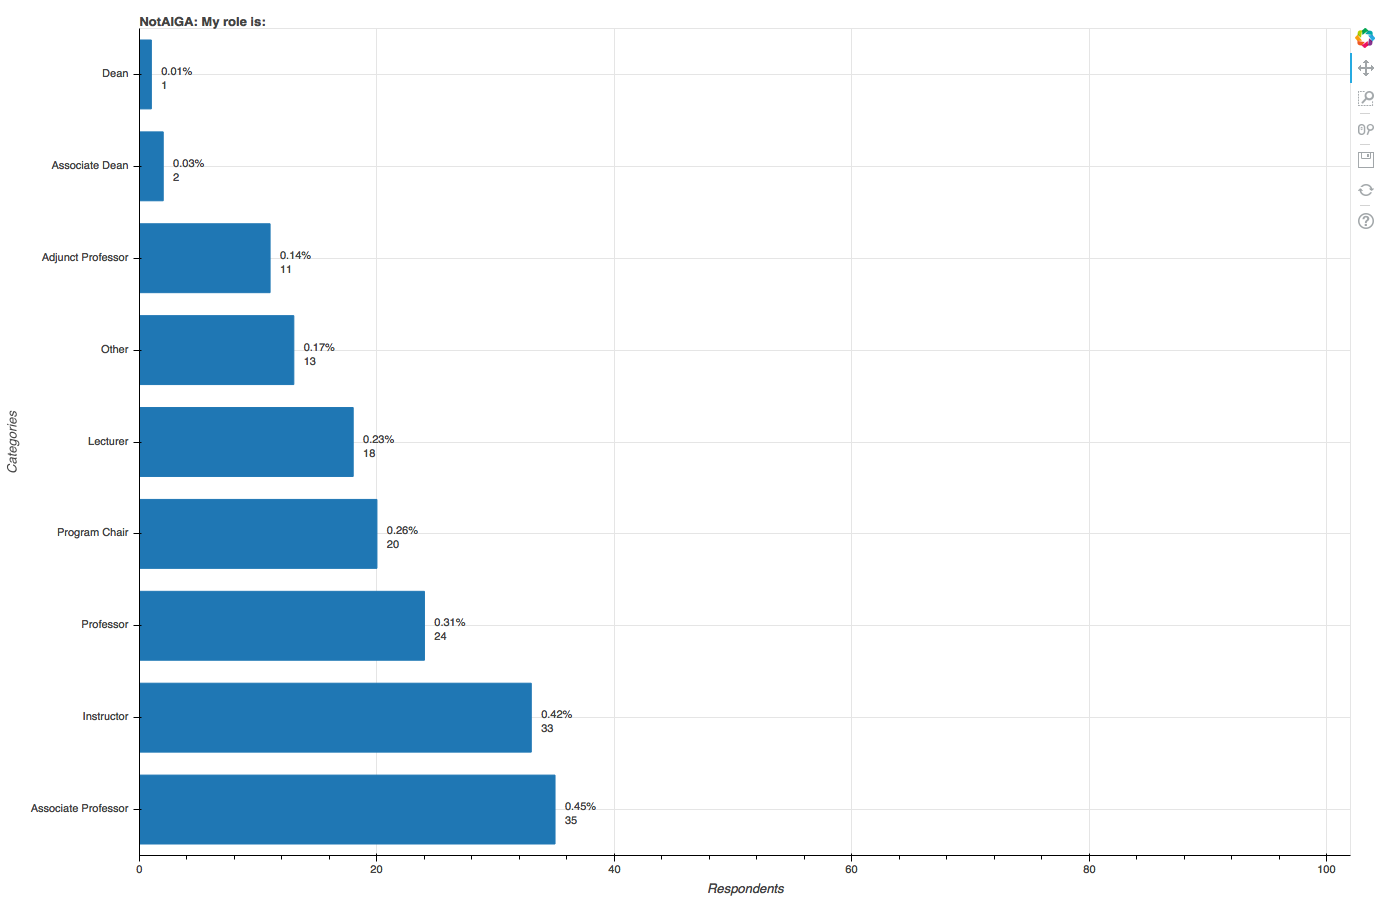 NotAIGA: My role is:
Dean
0.01%
1
Associate Dean
0.03%
2
Adjunct Professor
0.14%
11
Other
0.17%
13
Lecturer
0.23%
18
Program Chair
0.26%
20
Professor
0.31%
24
Instructor
0.42%
33
Associate Professor
0.45%
35
Categories
0 20 40 60 80 100
Respondents